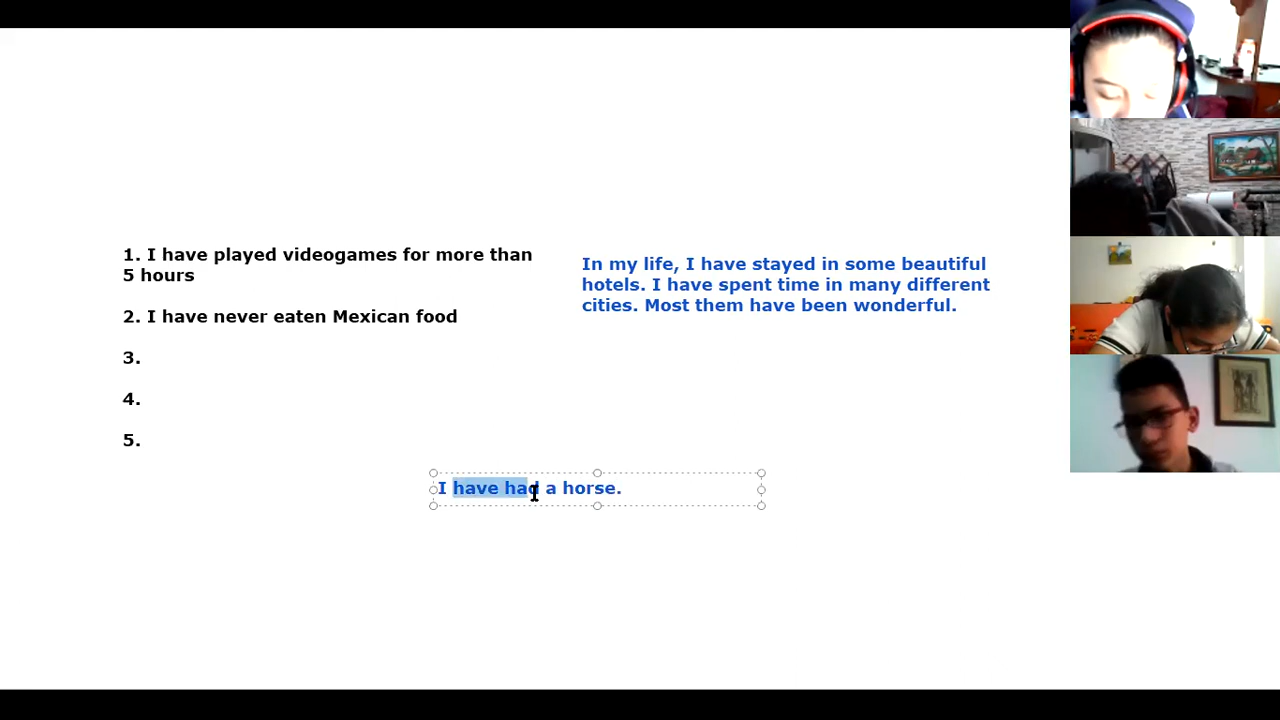 1. I have played videogames for more than
5 hours
2. I have never eaten Mexican food
3.
4.
5.
In my life, I have stayed in some beautiful
hotels. I have spent time in many different
cities. Most them have been wonderful.
I have had a horse.